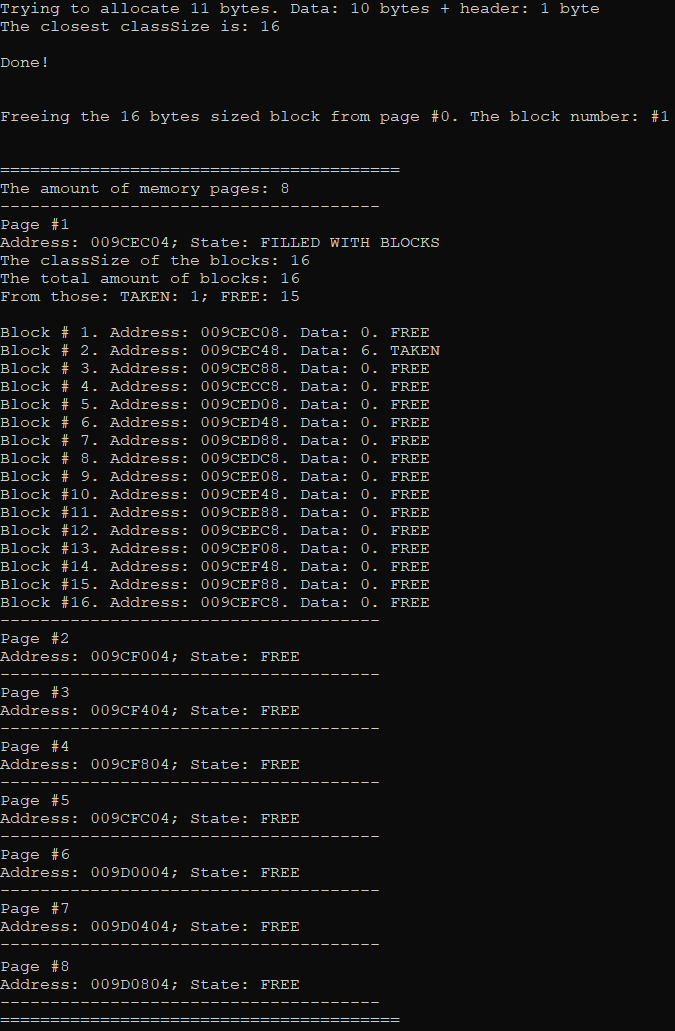 Trying to allocate 11 bytes. Data: 10 bytes + header: 1 byte
The closest classSize is: 16
Done!
Freeing the 16 bytes sized block from page #0. The block number: #1
========================================
The amount of memory pages: 8
--------------------------------------
Page #1
Address: 009CEC04; State: FILLED WITH BLOCKS
The classSize of the blocks: 16
The total amount of blocks: 16
From those: TAKEN: 1; FREE: 15
Block # 1. Address: 009CEC08. Data: 0. FREE
Block # 2. Address: 009CEC48. Data: 6. TAKEN
Block # 3. Address: 009CEC88. Data: 0. FREE
Block # 4. Address: 009CECC8. Data: 0. FREE
Block # 5. Address: 009CED08. Data: 0. FREE
Block # 6. Address: 009CED48. Data: 0. FREE
Block # 7. Address: 009CED88. Data: 0. FREE
Block # 8. Address: 009CEDC8. Data: 0. FREE
Block # 9. Address: 009CEE08. Data: 0. FREE
Block #10. Address: 009CEE48. Data: 0. FREE
Block #11. Address: 009CEE88. Data: 0. FREE
Block #12. Address: 009CEEC8. Data: 0. FREE
Block #13. Address: 009CEF08. Data: 0. FREE
Block #14. Address: 009CEF48. Data: 0. FREE
Block #15. Address: 009CEF88. Data: 0. FREE
Block #16. Address: 009CEFC8. Data: 0. FREE
--------------------------------------
Page #2
Address: 009CF004; State: FREE
--------------------------------------
Page #3
Address: 009CF404; State: FREE
--------------------------------------
Page #4
Address: 009CF804; State: FREE
--------------------------------------
Page #5
Address: 009CFC04; State: FREE
--------------------------------------
Page #6
Address: 009D0004; State: FREE
--------------------------------------
Page #7
Address: 009D0404; State: FREE
--------------------------------------
Page #8
Address: 009D0804; State: FREE
--------------------------------------
========================================